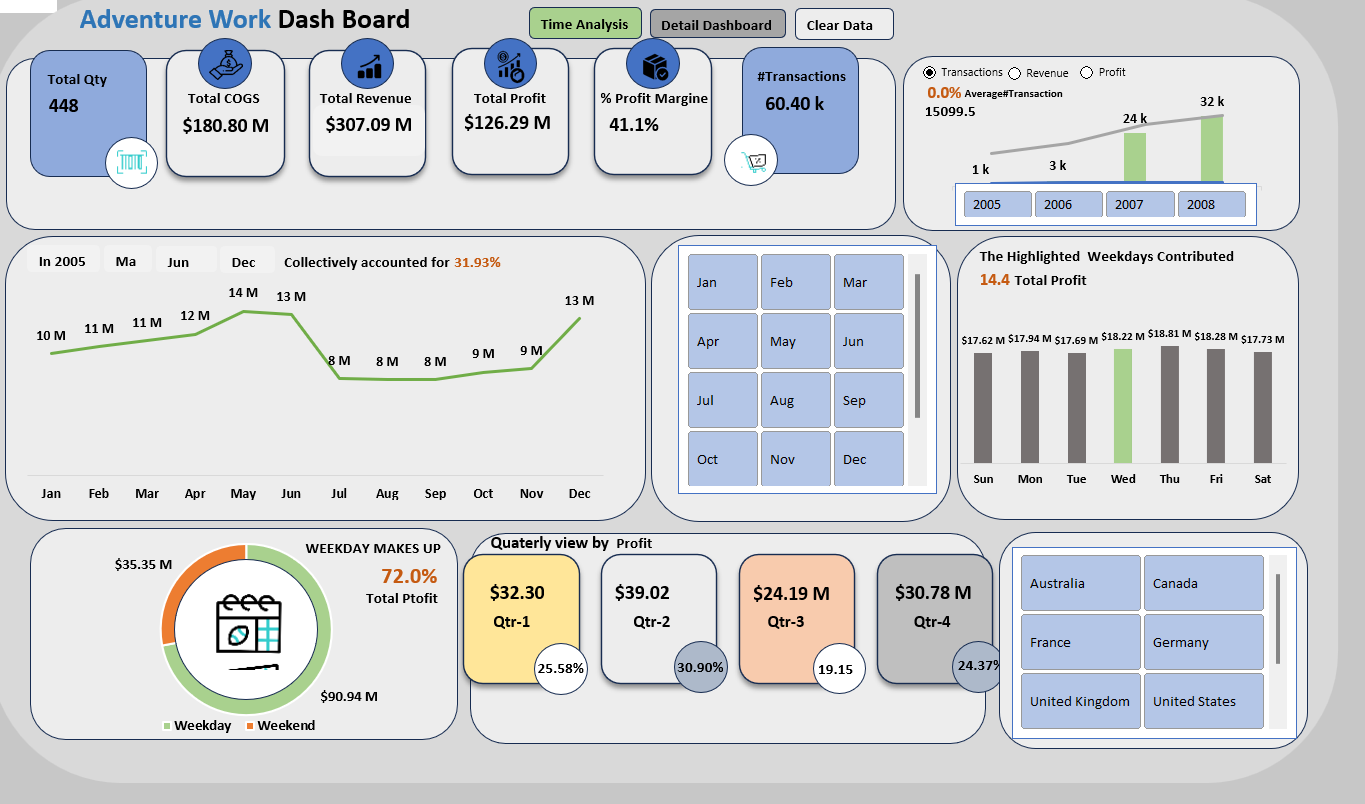 Adventure Work Dash Board
Time Analysis
Detail Dashboard
Clear Data
Total Qty
448
Total COGS
$180.80 M
Total Revenue
$307.09 M
Total Profit
$126.29 M
% Profit Margine
41.1%
#Transactions
60.40 k
Transactions
Revenue
Profit
0.0% Average#Transaction
15099.5
1 k
3 k
24 k
32 k
2005
2006
2007
2008
In 2005
Ma
Jun
Dec
Collectively accounted for 31.93%
10 M
11 M
11 M
12 M
14 M
13 M
8 M
8 M
8 M
9 M
9 M
13 M
Jan
Feb
Mar
Apr
May
Jun
Jul
Aug
Sep
Oct
Nov
Dec
Jan
Feb
Mar
Apr
May
Jun
Jul
Aug
Sep
Oct
Nov
Dec
The Highlighted Weekdays Contributed
14.4 Total Profit
$17.62 M
$17.94 M
$17.69 M
$18.22 M
$18.81 M
$18.28 M
$17.73 M
Sun
Mon
Tue
Wed
Thu
Fri
Sat
WEEKDAY MAKES UP
72.0%
Total Ptofit
$35.35 M
$90.94 M
Weekday
Weekend
Quaterly view by Profit
$32.30
Qtr-1
25.58%
$39.02
Qtr-2
30.90%
$24.19 M
Qtr-3
19.15
$30.78 M
Qtr-4
24.37%
Australia
Canada
France
Germany
United Kingdom
United States